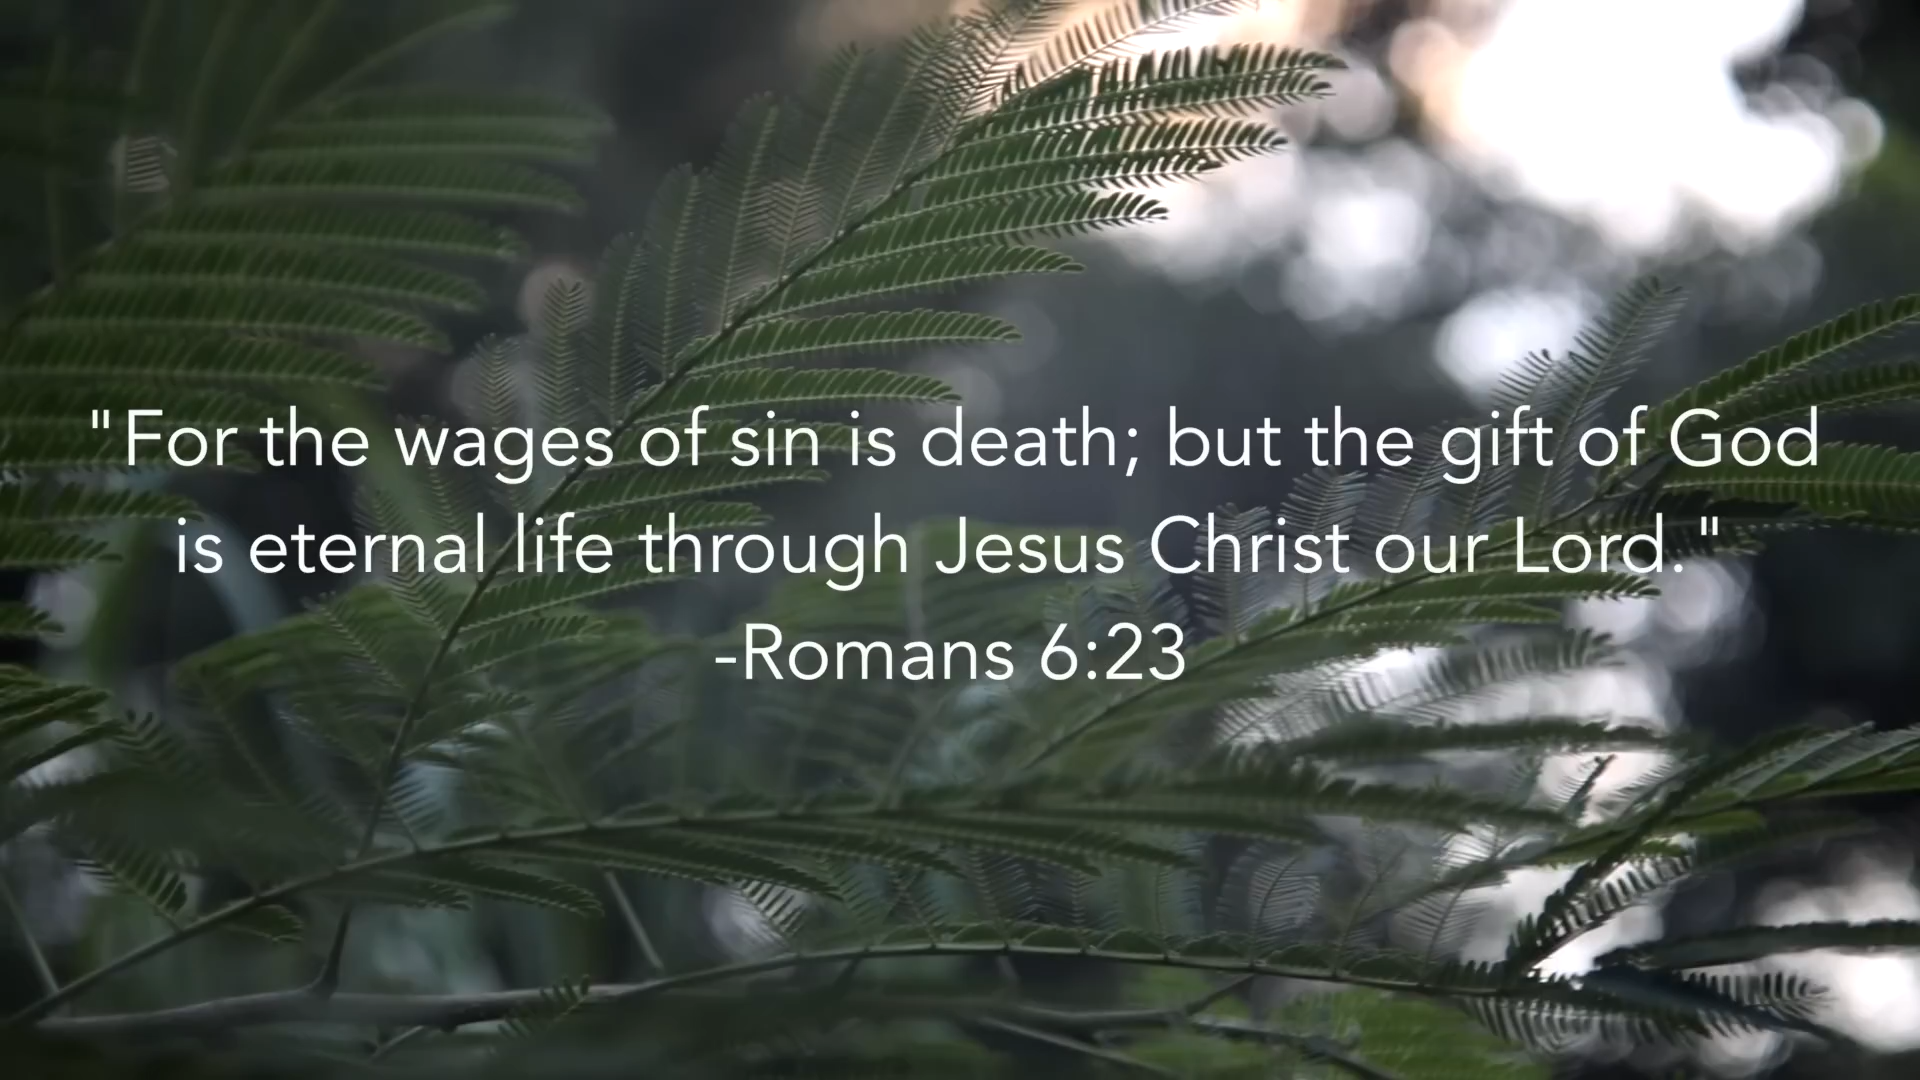 "For the wages of sin is death; but the gift of God
is eternal life through Jesus Christ our Lord."
-Romans 6:23